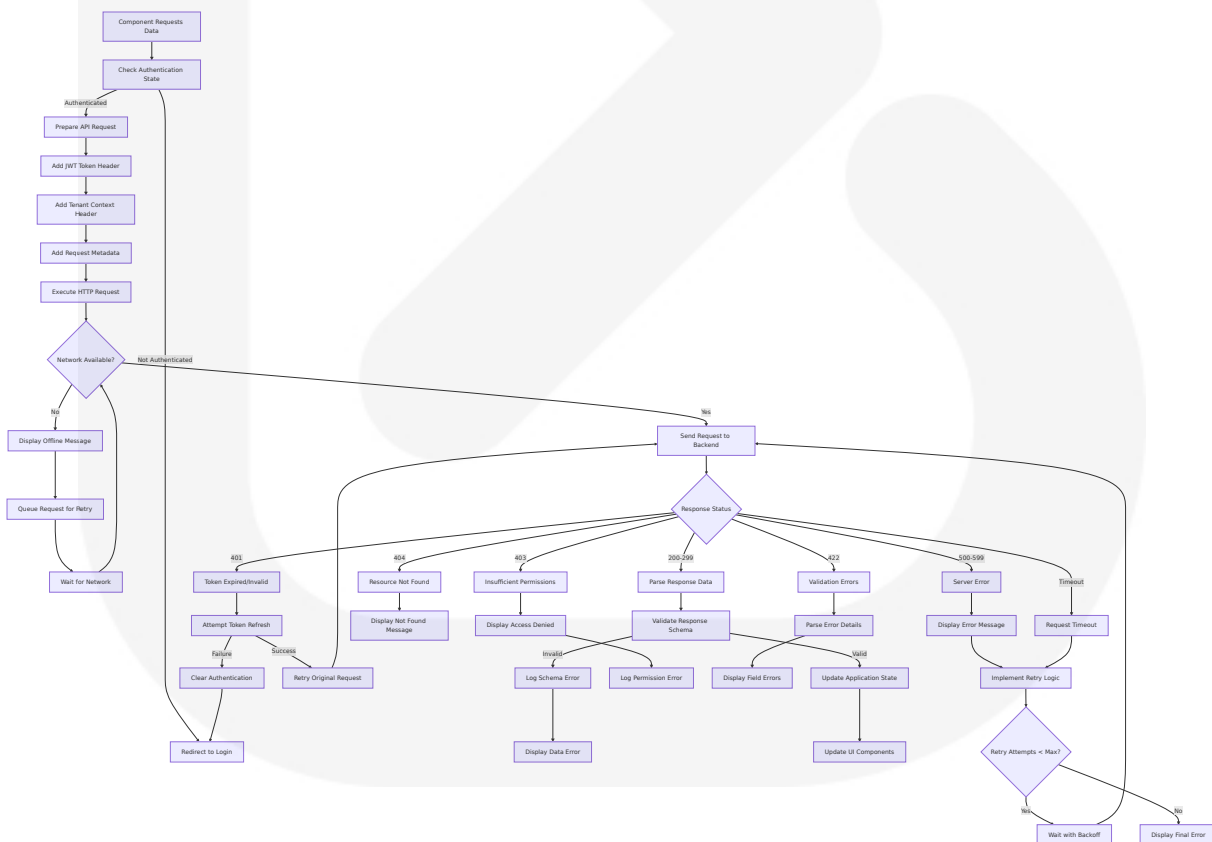 Component Requests
Data
Check Authentication
State
Authenticated
Prepare API Request
Add JWT Token Header
Add Tenant Context
Header
Add Request Metadata
Execute HTTP Request
Network Available?
Not Authenticated
No
Yes
Display Offline Message
Send Request to
Backend
Queue Request for Retry
Response Status
401
404
403
200-299
422
500-599
Timeout
Wait for Network
Token Expired/Invalid
Resource Not Found
Insufficient Permissions
Parse Response Data
Validation Errors
Server Error
Attempt Token Refresh
Display Not Found
Message
Display Access Denied
Validate Response
Schema
Parse Error Details
Display Error Message
Request Timeout
Failure
Success
Invalid
Valid
Clear Authentication
Retry Original Request
Log Schema Error
Log Permission Error
Display Field Errors
Update Application State
Implement Retry Logic
Redirect to Login
Display Data Error
Update UI Components
Retry Attempts < Max?
Yes
No
Wait with Backoff
Display Final Error